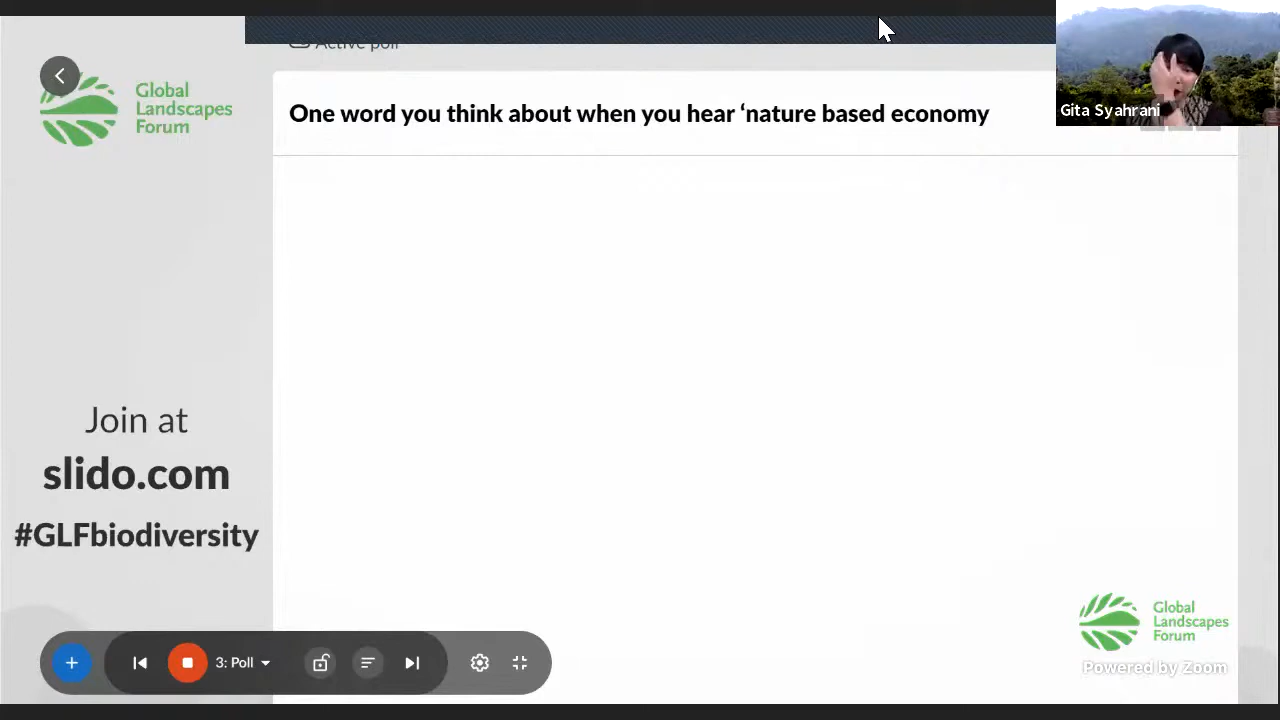 Active poll
Global
Landscapes
Forum
One word you think about when you hear ‘nature based economy
Gita Syahrani
Join at
slido.com
#GLFbiodiversity
3: Poll
Global
Landscapes
Forum
Powered by Zoom